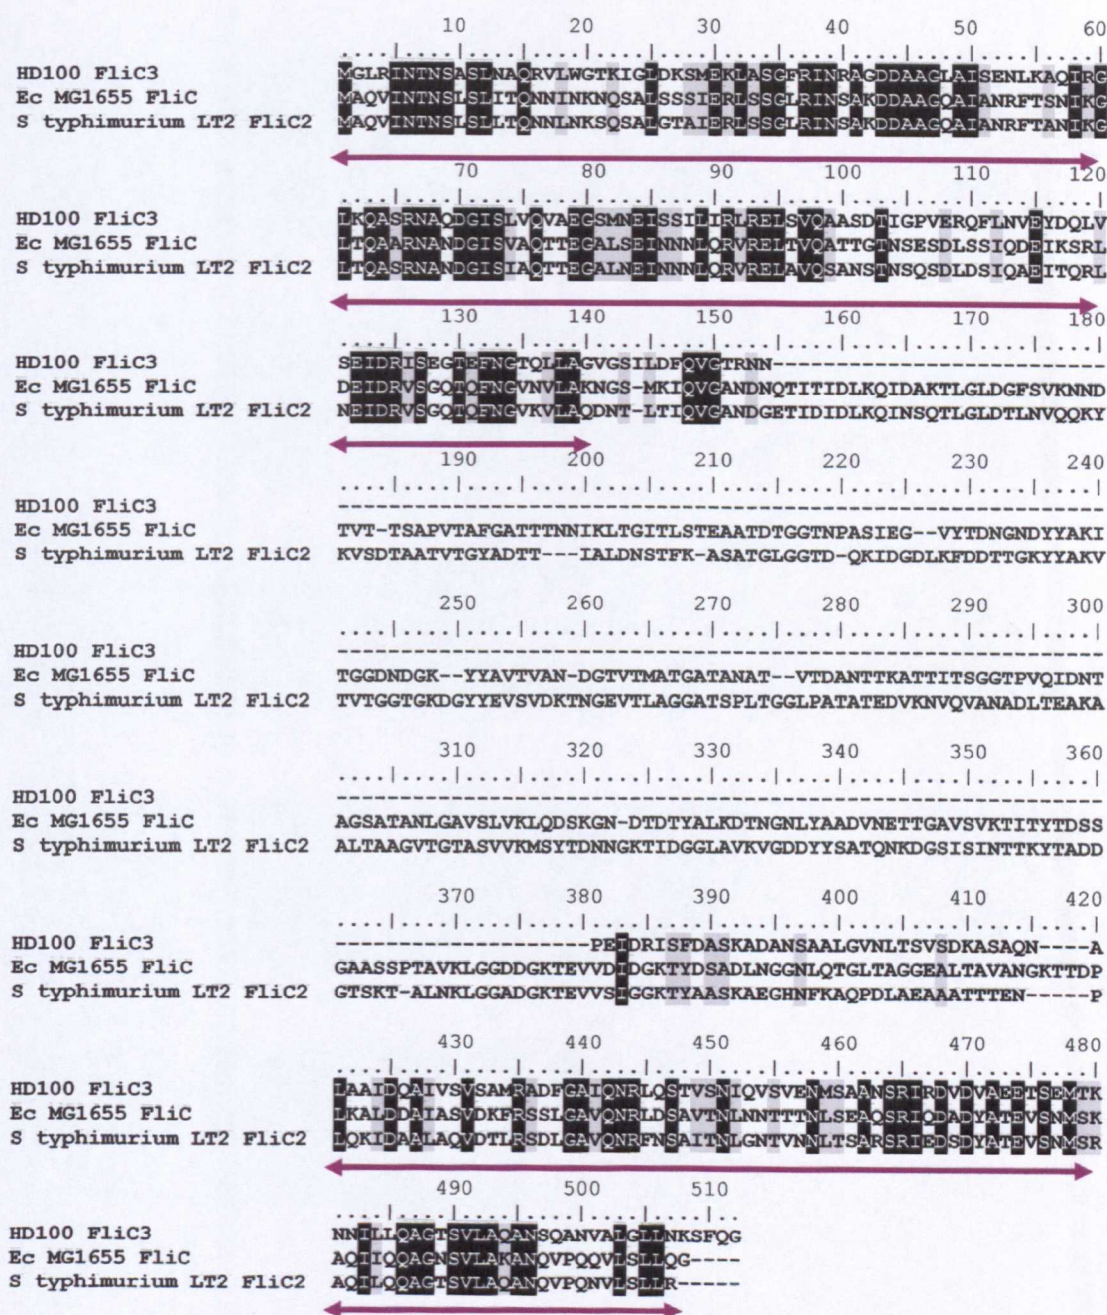 10 20 30 40 50 60
HD100 FliC3 MGLRINTNSASLNAQRVLWGTKIGLDKSMEKLASGFRINRAGDDAAGLAISENLKAQIRG
Ec MG1655 FliC MAQVINTNSLSLITQNNINKNQSALSSSIERLSSGLRINSAKDDAAGQAIANRFTSNIKG
S typhimurium LT2 FliC2 MAQVINTNSLSLLTQNNLNKSQSALGTAIERLSSGLRINSAKDDAAGQAIANRFTANIKG
70 80 90 100 110 120
HD100 FliC3 LKQASRNAQDGISLVQVAEGSMNEISSILIRLRELSVQAASDTIGPVERQFLNVEYDQLV
Ec MG1655 FliC LTQAARNANDGISVAQTTEGALSEINNNLQRVRELTVQATTGTNSESDLSSIQDEIKSRL
S typhimurium LT2 FliC2 LTQASRNANDGISIAQTTEGALNEINNNLQRVRELAVQSANSTNSQSDLDSIQAEITQRL
130 140 150 160 170 180
HD100 FliC3 SEIDRISEGTEFNGTQLLAGVGSILDFQVGTRNN---------------------------
Ec MG1655 FliC DEIDRVSGQTQFNGVNVLAKNGS-MKIQVGANDNQTITIDLKQIDAKTLGLDGFSVKNND
S typhimurium LT2 FliC2 NEIDRVSGQTQFNGVKVLAQDNT-LTIQVGANDGETIDIDLKQINSQTLGLDTLNVQQKY
190 200 210 220 230 240
HD100 FliC3 ------------------------------------------------------------
Ec MG1655 FliC TVT-TSAPVTAFGATTTNNIKLTGITLSTEAATDTGGTNPASIEG--VYTDNGNDYYAKI
S typhimurium LT2 FliC2 KVSDTAATVTGYADTT---IALDNSTFK-ASATGLGGTD-QKIDGDLKFDDTTGKYYAKV
250 260 270 280 290 300
HD100 FliC3 ------------------------------------------------------------
Ec MG1655 FliC TGGDNDGK--YYAVTVAN-DGTVTMATGATANAT--VTDANTTKATTITSGGTPVQIDNT
S typhimurium LT2 FliC2 TVTGGTGKDGYYEVSVDKTNGEVTLAGGATSPLTGGLPATATEDVKNVQVANADLTEAKA
310 320 330 340 350 360
HD100 FliC3 ------------------------------------------------------------
Ec MG1655 FliC AGSATANLGAVSLVKLQDSKGN-DTDTYALKDTNGNLYAADVNETTGAVSVKTITYTDSS
S typhimurium LT2 FliC2 ALTAAGVTGTASVVKMSYTDNNGKTIDGGLAVKVGDDYYSATQNKDGSISINTTKYTADD
370 380 390 400 410 420
HD100 FliC3 --------------------PEIDRISFDASKADANSAALGVNLTSVSDKASAQN----A
Ec MG1655 FliC GAASSPTAVKLGGDDGKTEVVDIDGKTYDSADLNGGNLQTGLTAGGEALTAVANGKTTDP
S typhimurium LT2 FliC2 GTSKT-ALNKLGGADGKTEVVSIGGKTYAASKAEGHNFKAQPDLAEAAATTTEN-----P
430 440 450 460 470 480
HD100 FliC3 LAAIDQAIVSVSAMRADFGAIQNRLQSTVSNIQVSVENMSAANSRIRDVDVAEETSEMTK
Ec MG1655 FliC LKALDDAIASVDKFRSSLGAVQNRLDSAVTNLNNTTTNLSEAQSRIQDADYATEVSNMSK
S typhimurium LT2 FliC2 LQKIDAALAQVDTLRSDLGAVQNRFNSAITNLGNTVNNLTSARSRIEDSDYATEVSNMSR
490 500 510
HD100 FliC3 NNILLQAGTSVLAQANSQANVALGLLNKSFQG
Ec MG1655 FliC AQIIQQAGNSVLAKANQVPQQVLSLLQG----
S typhimurium LT2 FliC2 AQILQQAGTSVLAQANQVPQNVLSLLR-----